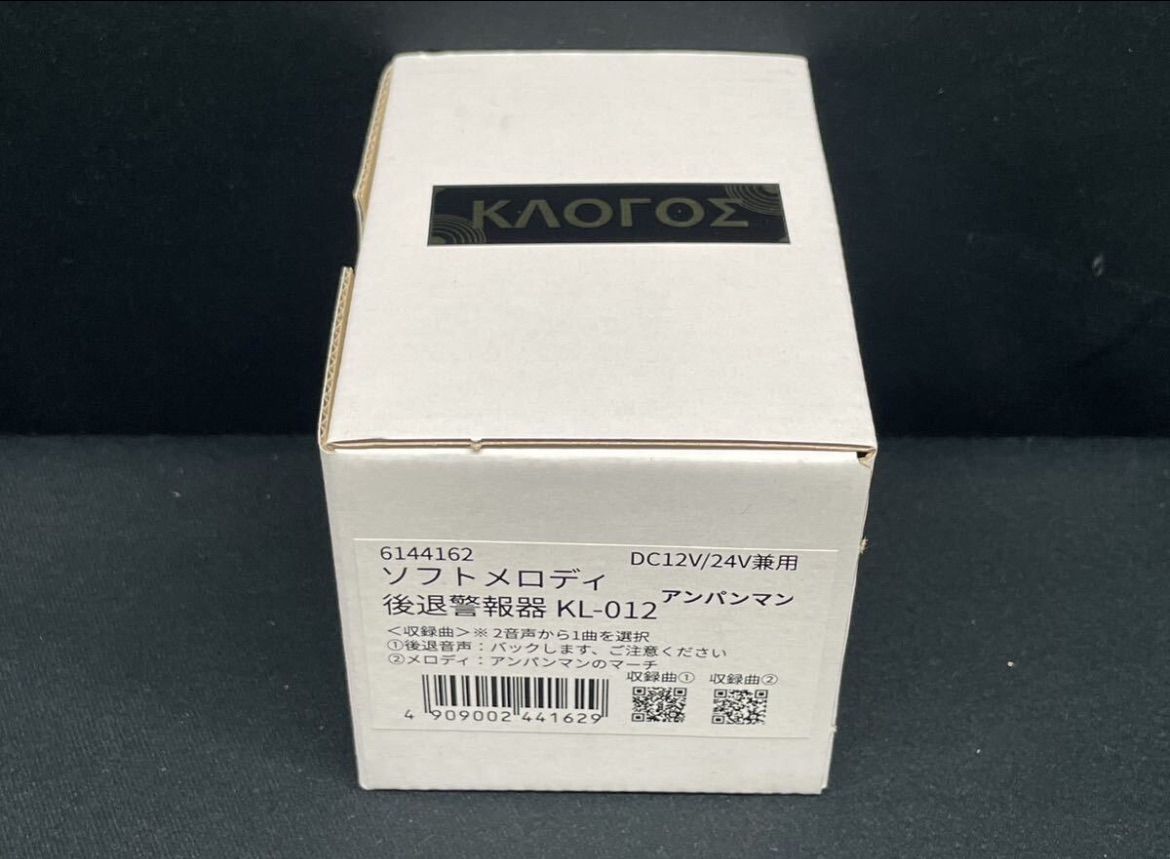 ΚΛΟΓΟΣ
6144162 DC12V/24V兼用
ソフトメロディ
後退警報器 KL-012 アンパンマン
＜収録曲＞※2音声から1曲を選択
①後退音声：バックします、ご注意ください
②メロディ：アンパンマンのマーチ
収録曲① 収録曲②
4 909002 441629